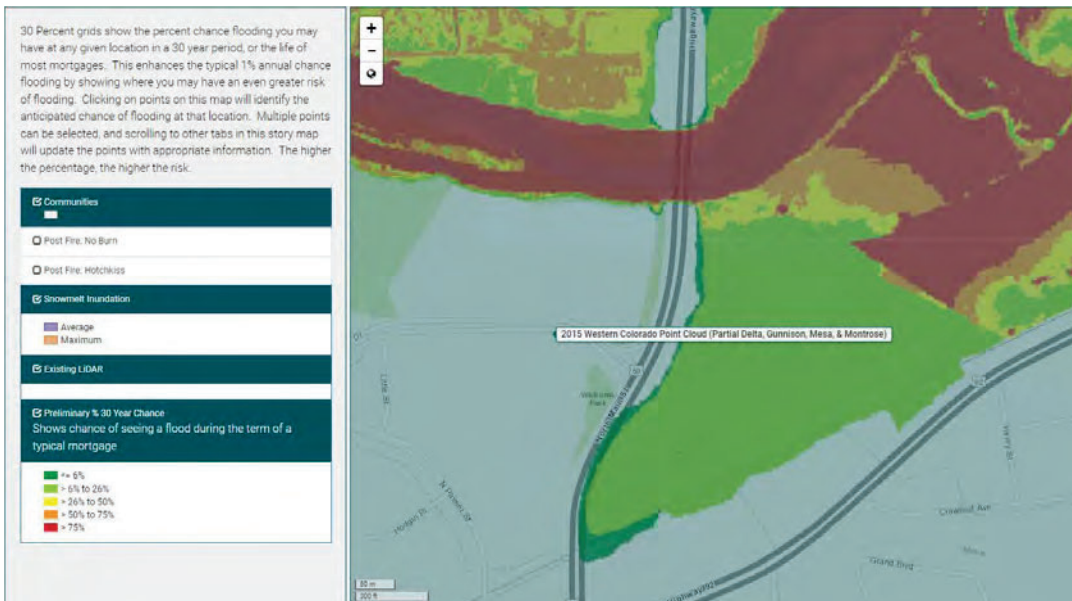 30 Percent grids show the percent chance flooding you may
have at any given location in a 30 year period, or the life of
most mortgages. This enhances the typical 1% annual chance
flooding by showing where you may have an even greater risk
of flooding. Clicking on points on this map will identify the
anticipated chance of flooding at that location. Multiple points
can be selected, and scrolling to other tabs in this story map
will update the points with appropriate information. The higher
the percentage, the higher the risk.
Communities
Post Fire: No Burn
Post Fire: Hotchkiss
Snowmelt Inundation
Average
Maximum
Existing LiDAR
Preliminary % 30 Year Chance
Shows chance of seeing a flood during the term of a
typical mortgage
<= 6%
> 6% to 26%
> 26% to 50%
> 50% to 75%
> 75%
+
−
2015 Western Colorado Point Cloud (Partial Delta, Gunnison, Mesa, & Montrose)
Park
N Palmer St
Hodgin St
Crawford Ave
Grand Blvd
80 m
300 ft